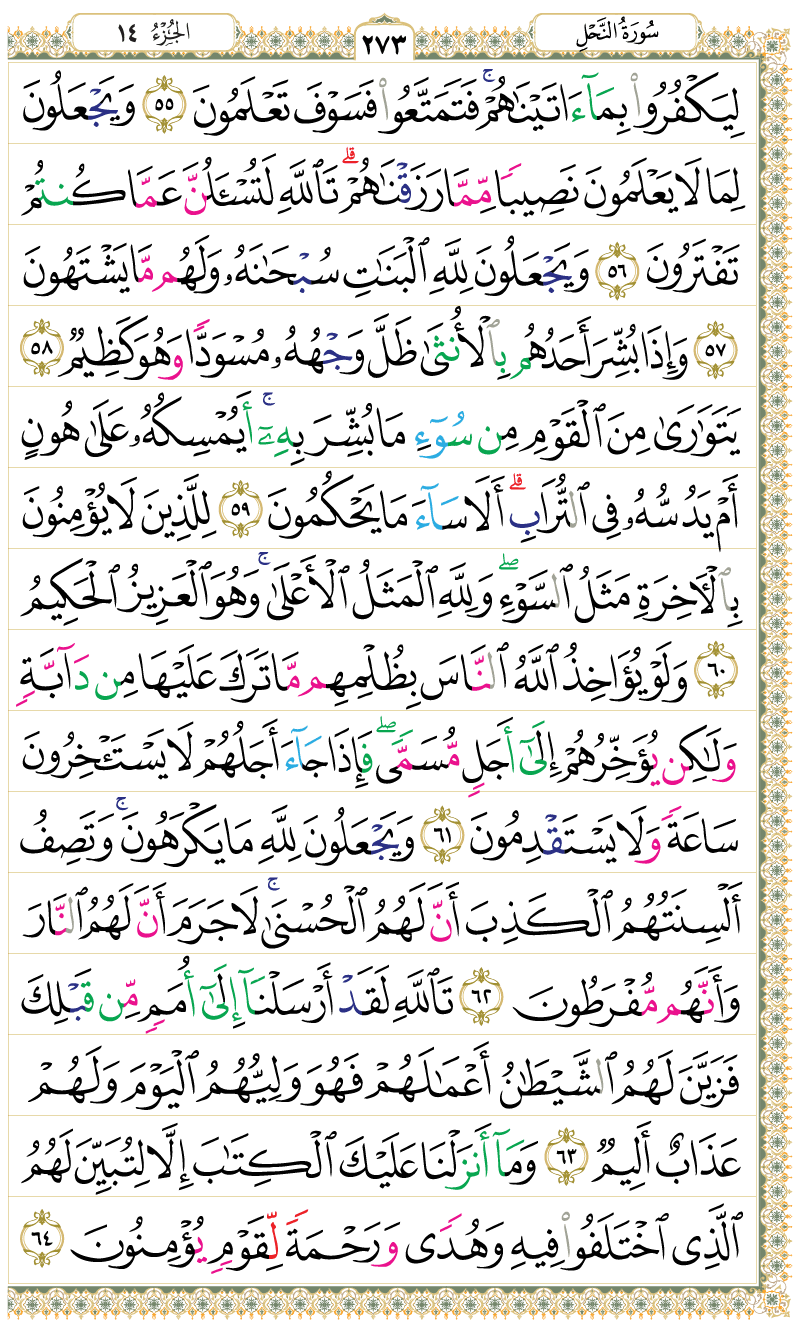 سُورَةُ النَّحْلِ ٢٧٣ الجُزْءُ ١٤
لِيَكْفُرُوا۟ بِمَآ ءَاتَيْنَٰهُمْ ۚ فَتَمَتَّعُوا۟ فَسَوْفَ تَعْلَمُونَ ٥٥ وَيَجْعَلُونَ
لِمَا لَا يَعْلَمُونَ نَصِيبًا مِّمَّا رَزَقْنَٰهُمْ ۗ تَٱللَّهِ لَتُسْـَٔلُنَّ عَمَّا كُنتُمْ
تَفْتَرُونَ ٥٦ وَيَجْعَلُونَ لِلَّهِ ٱلْبَنَٰتِ سُبْحَٰنَهُۥ وَلَهُم مَّا يَشْتَهُونَ
٥٧ وَإِذَا بُشِّرَ أَحَدُهُم بِٱلْأُنثَىٰ ظَلَّ وَجْهُهُۥ مُسْوَدًّا وَهُوَ كَظِيمٌ ٥٨
يَتَوَٰرَىٰ مِنَ ٱلْقَوْمِ مِن سُوٓءِ مَا بُشِّرَ بِهِۦٓ ۚ أَيُمْسِكُهُۥ عَلَىٰ هُونٍ
أَمْ يَدُسُّهُۥ فِى ٱلتُّرَابِ ۗ أَلَا سَآءَ مَا يَحْكُمُونَ ٥٩ لِلَّذِينَ لَا يُؤْمِنُونَ
بِٱلْـَٔاخِرَةِ مَثَلُ ٱلسَّوْءِ ۖ وَلِلَّهِ ٱلْمَثَلُ ٱلْأَعْلَىٰ ۚ وَهُوَ ٱلْعَزِيزُ ٱلْحَكِيمُ
٦٠ وَلَوْ يُؤَاخِذُ ٱللَّهُ ٱلنَّاسَ بِظُلْمِهِم مَّا تَرَكَ عَلَيْهَا مِن دَآبَّةٍ
وَلَٰكِن يُؤَخِّرُهُمْ إِلَىٰٓ أَجَلٍ مُّسَمًّى ۖ فَإِذَا جَآءَ أَجَلُهُمْ لَا يَسْتَـْٔخِرُونَ
سَاعَةً وَلَا يَسْتَقْدِمُونَ ٦١ وَيَجْعَلُونَ لِلَّهِ مَا يَكْرَهُونَ ۚ وَتَصِفُ
أَلْسِنَتُهُمُ ٱلْكَذِبَ أَنَّ لَهُمُ ٱلْحُسْنَىٰ ۚ لَا جَرَمَ أَنَّ لَهُمُ ٱلنَّارَ
وَأَنَّهُم مُّفْرَطُونَ ٦٢ تَٱللَّهِ لَقَدْ أَرْسَلْنَآ إِلَىٰٓ أُمَمٍ مِّن قَبْلِكَ
فَزَيَّنَ لَهُمُ ٱلشَّيْطَٰنُ أَعْمَٰلَهُمْ فَهُوَ وَلِيُّهُمُ ٱلْيَوْمَ وَلَهُمْ
عَذَابٌ أَلِيمٌ ٦٣ وَمَآ أَنزَلْنَا عَلَيْكَ ٱلْكِتَٰبَ إِلَّا لِتُبَيِّنَ لَهُمُ
ٱلَّذِى ٱخْتَلَفُوا۟ فِيهِ وَهُدًى وَرَحْمَةً لِّقَوْمٍ يُؤْمِنُونَ ٦٤